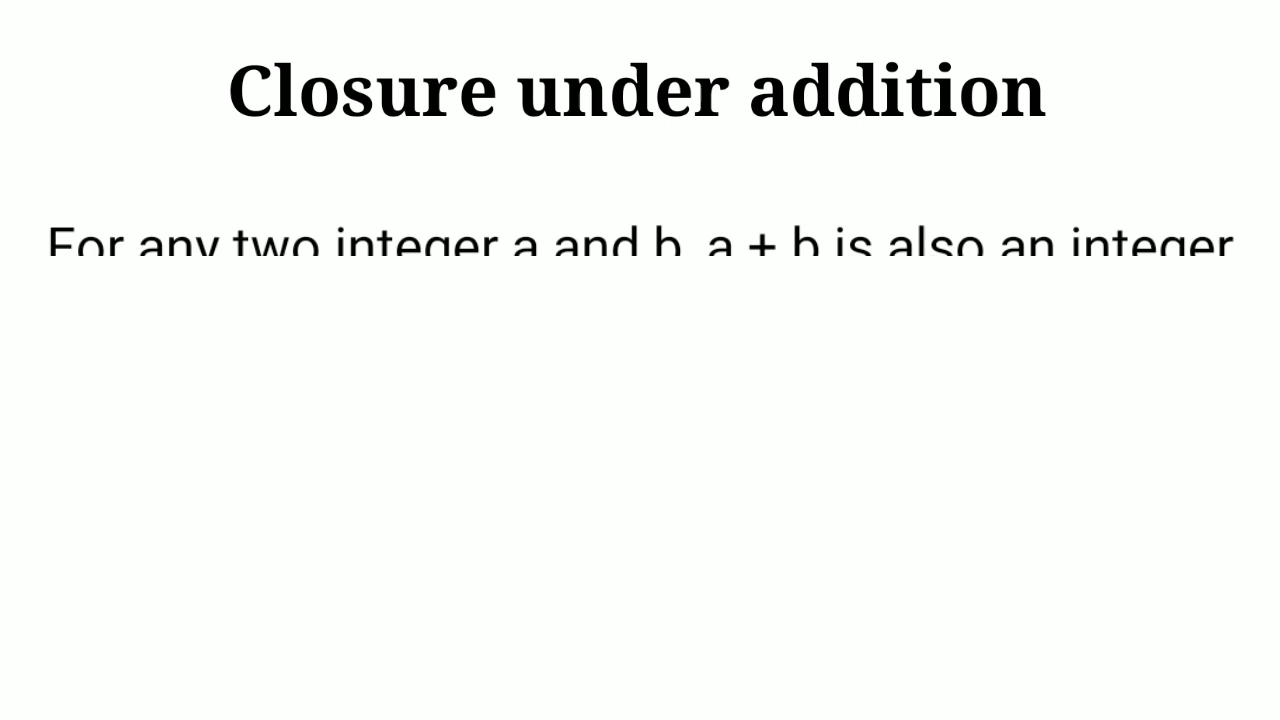 Closure under addition
For any two integer a and b, a + b is also an integer